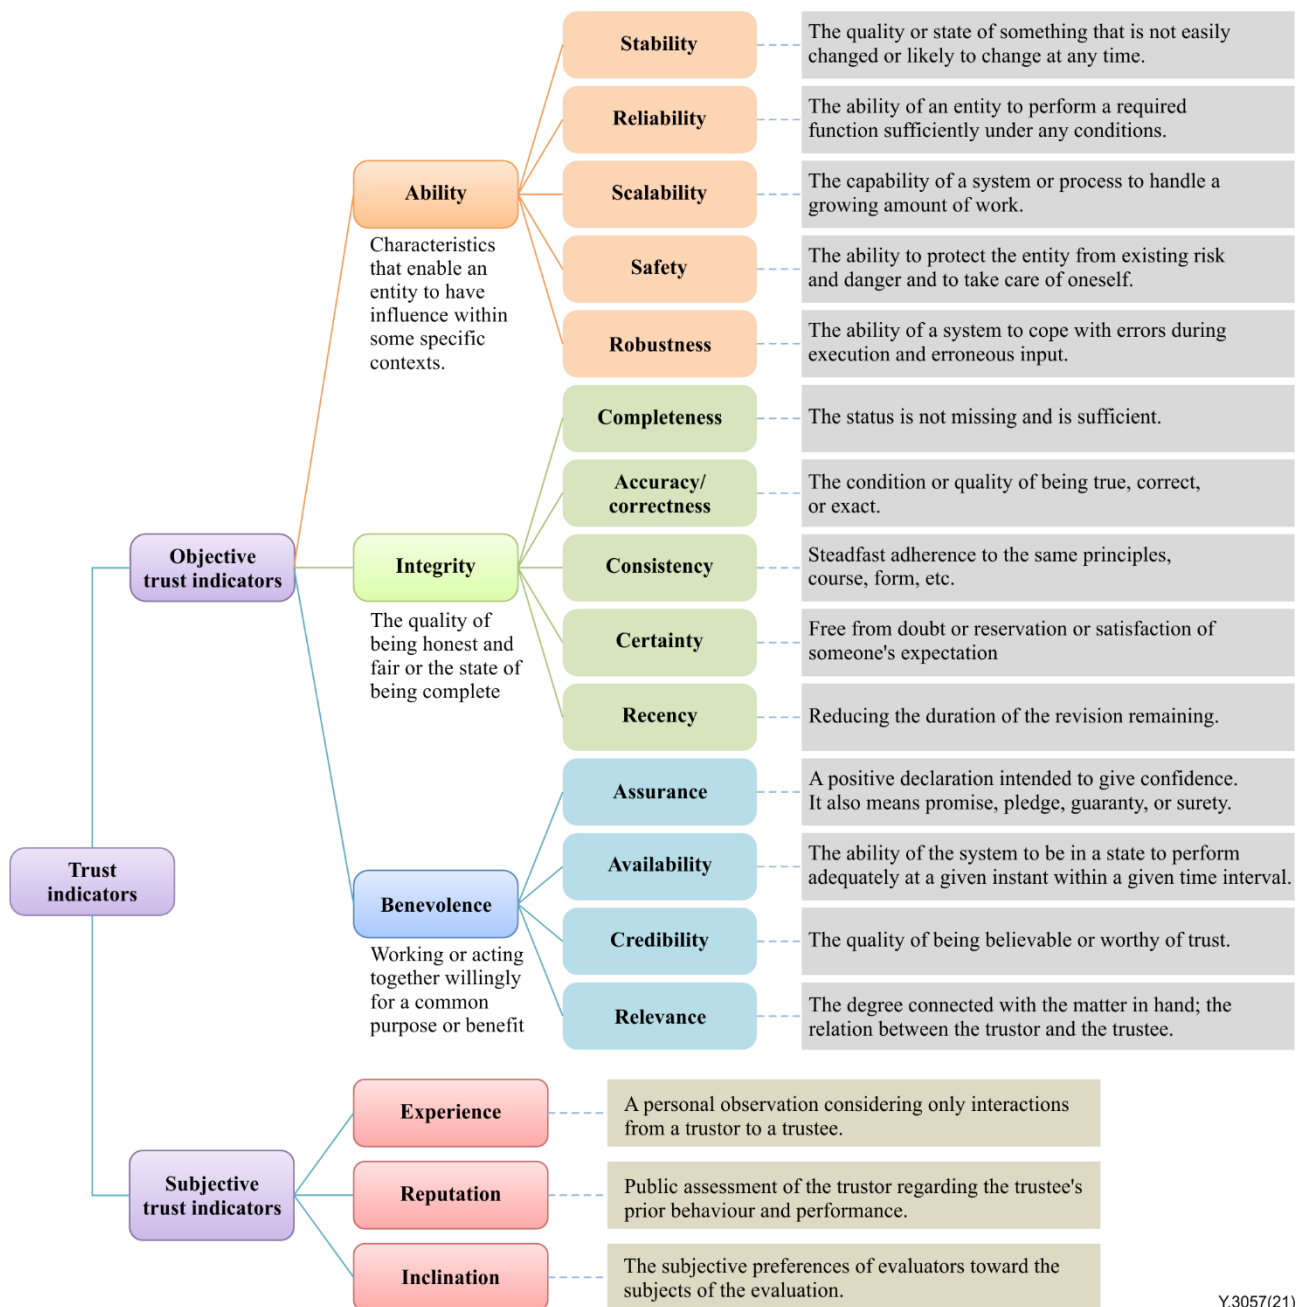 Trust
indicators
Objective
trust indicators
Ability
Characteristics
that enable an
entity to have
influence within
some specific
contexts.
Stability
The quality or state of something that is not easily
changed or likely to change at any time.
Reliability
The ability of an entity to perform a required
function sufficiently under any conditions.
Scalability
The capability of a system or process to handle a
growing amount of work.
Safety
The ability to protect the entity from existing risk
and danger and to take care of oneself.
Robustness
The ability of a system to cope with errors during
execution and erroneous input.
Integrity
The quality of
being honest and
fair or the state of
being complete
Completeness
The status is not missing and is sufficient.
Accuracy/
correctness
The condition or quality of being true, correct,
or exact.
Consistency
Steadfast adherence to the same principles,
course, form, etc.
Certainty
Free from doubt or reservation or satisfaction of
someone's expectation
Recency
Reducing the duration of the revision remaining.
Benevolence
Working or acting
together willingly
for a common
purpose or benefit
Assurance
A positive declaration intended to give confidence.
It also means promise, pledge, guaranty, or surety.
Availability
The ability of the system to be in a state to perform
adequately at a given instant within a given time interval.
Credibility
The quality of being believable or worthy of trust.
Relevance
The degree connected with the matter in hand; the
relation between the trustor and the trustee.
Subjective
trust indicators
Experience
A personal observation considering only interactions
from a trustor to a trustee.
Reputation
Public assessment of the trustor regarding the trustee's
prior behaviour and performance.
Inclination
The subjective preferences of evaluators toward the
subjects of the evaluation.
Y.3057(21)